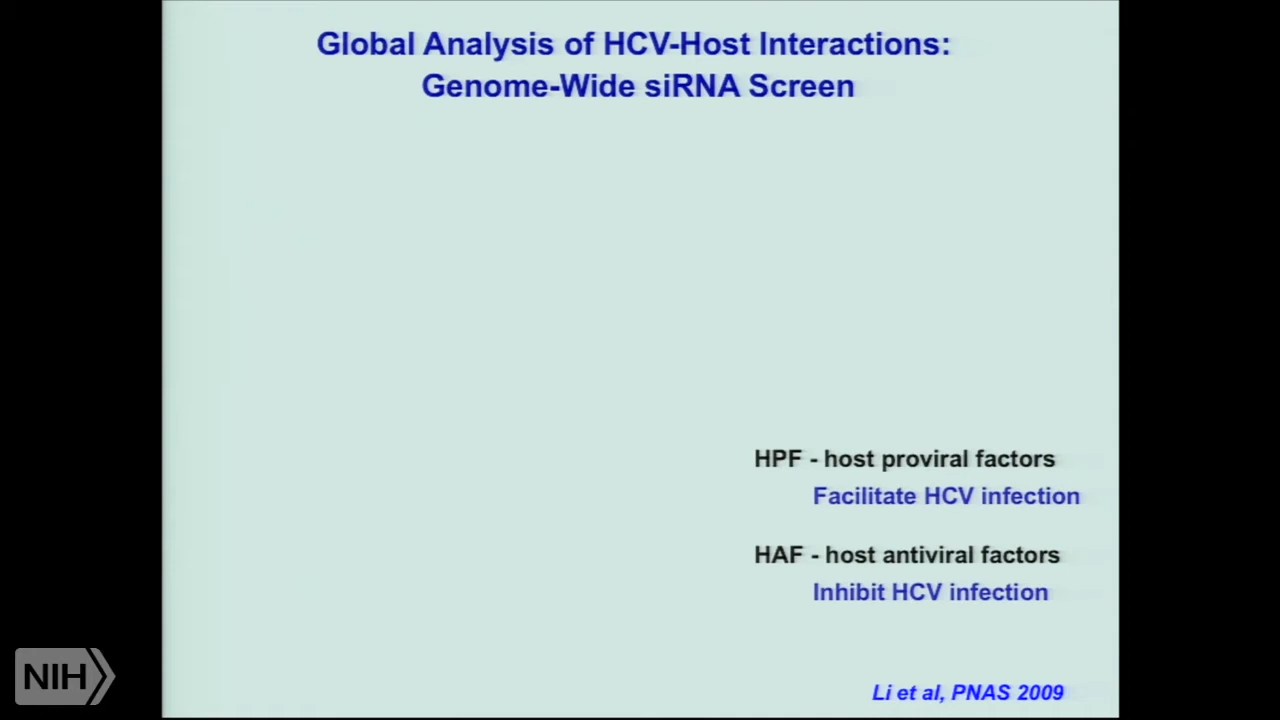 Global Analysis of HCV-Host Interactions:
Genome-Wide siRNA Screen
HPF - host proviral factors
Facilitate HCV infection
HAF - host antiviral factors
Inhibit HCV infection
Li et al, PNAS 2009
NIH